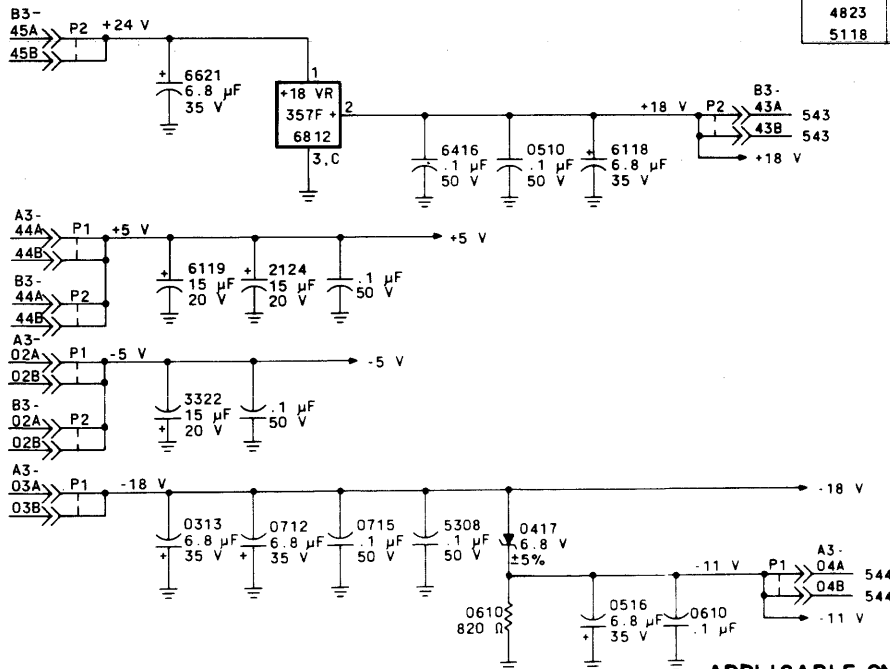 4823
5118
B3-
45A P2 +24 V
45B
+ 6621
6.8 µF
35 V
1
+18 VR
357F + 2
6812
3,C
6416
.1 µF
50 V
0510
.1 µF
50 V
+ 6118
6.8 µF
35 V
+18 V P2
B3-
43A 543
43B 543
+18 V
A3-
44A P1 +5 V
44B
B3-
44A P2
44B
+ 6119
15 µF
20 V
+ 2124
15 µF
20 V
.1 µF
50 V
+5 V
A3-
02A P1 -5 V
02B
B3-
02A P2
02B
3322
15 µF
+ 20 V
.1 µF
50 V
-5 V
A3-
03A P1 -18 V
03B
0313
6.8 µF
+ 35 V
0712
6.8 µF
+ 35 V
0715
.1 µF
50 V
5308
.1 µF
50 V
0417
6.8 V
±5%
-18 V
0610
820 Ω
0516
6.8 µF
+ 35 V
0610
.1 µF
-11 V P1
A3-
04A 544
04B 544
-11 V